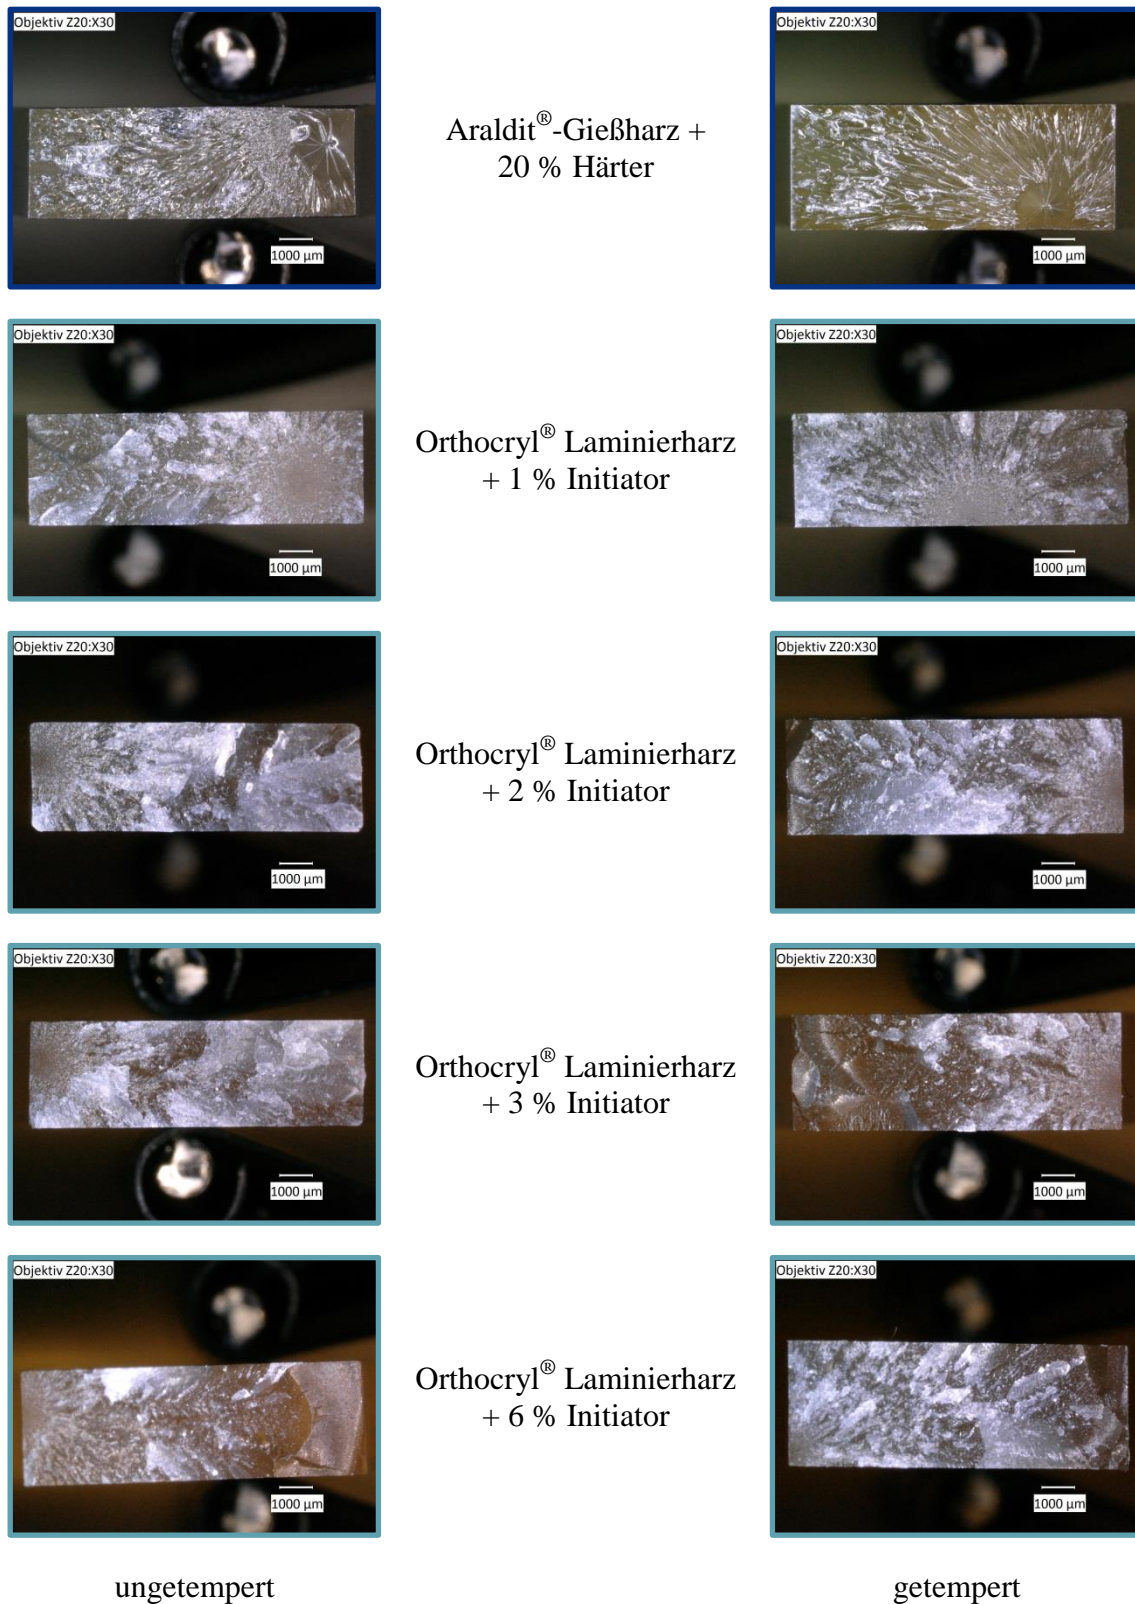 Objektiv Z20:X30
1000 µm
Araldit®-Gießharz +
20 % Härter
Objektiv Z20:X30
1000 µm
Objektiv Z20:X30
1000 µm
Orthocryl® Laminierharz
+ 1 % Initiator
Objektiv Z20:X30
1000 µm
Objektiv Z20:X30
1000 µm
Orthocryl® Laminierharz
+ 2 % Initiator
Objektiv Z20:X30
1000 µm
Objektiv Z20:X30
1000 µm
Orthocryl® Laminierharz
+ 3 % Initiator
Objektiv Z20:X30
1000 µm
Objektiv Z20:X30
1000 µm
Orthocryl® Laminierharz
+ 6 % Initiator
Objektiv Z20:X30
1000 µm
ungetempert
getempert